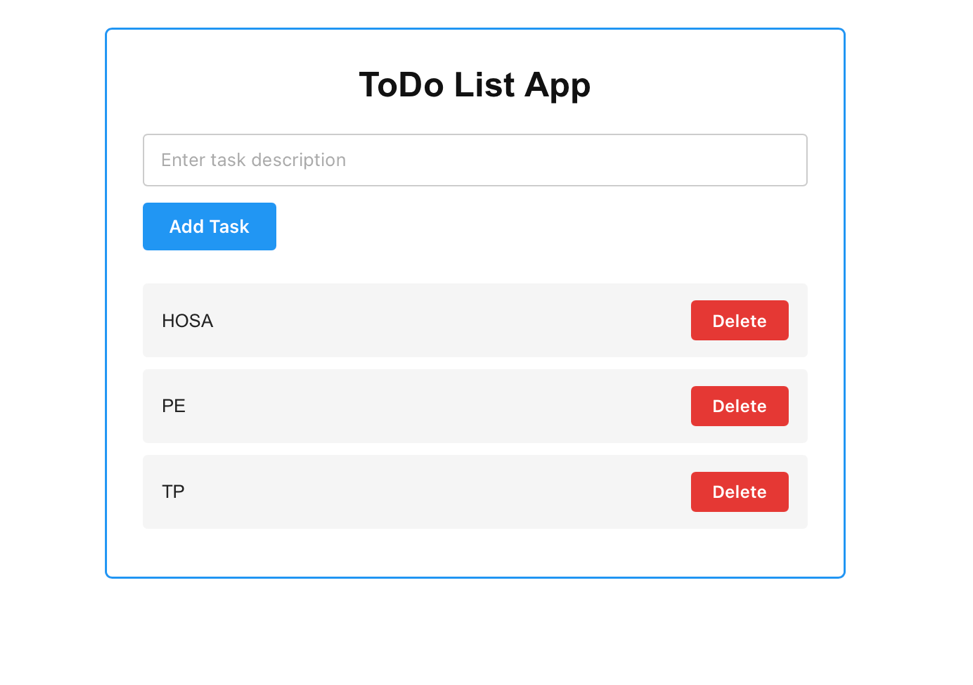 ToDo List App
Enter task description
Add Task
HOSA Delete
PE Delete
TP Delete